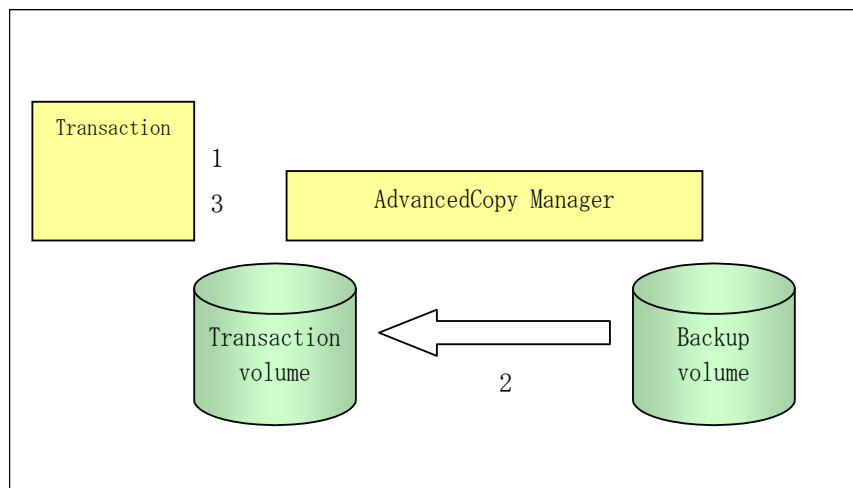 Transaction
1
3
AdvancedCopy Manager
Transaction
volume
2
Backup
volume